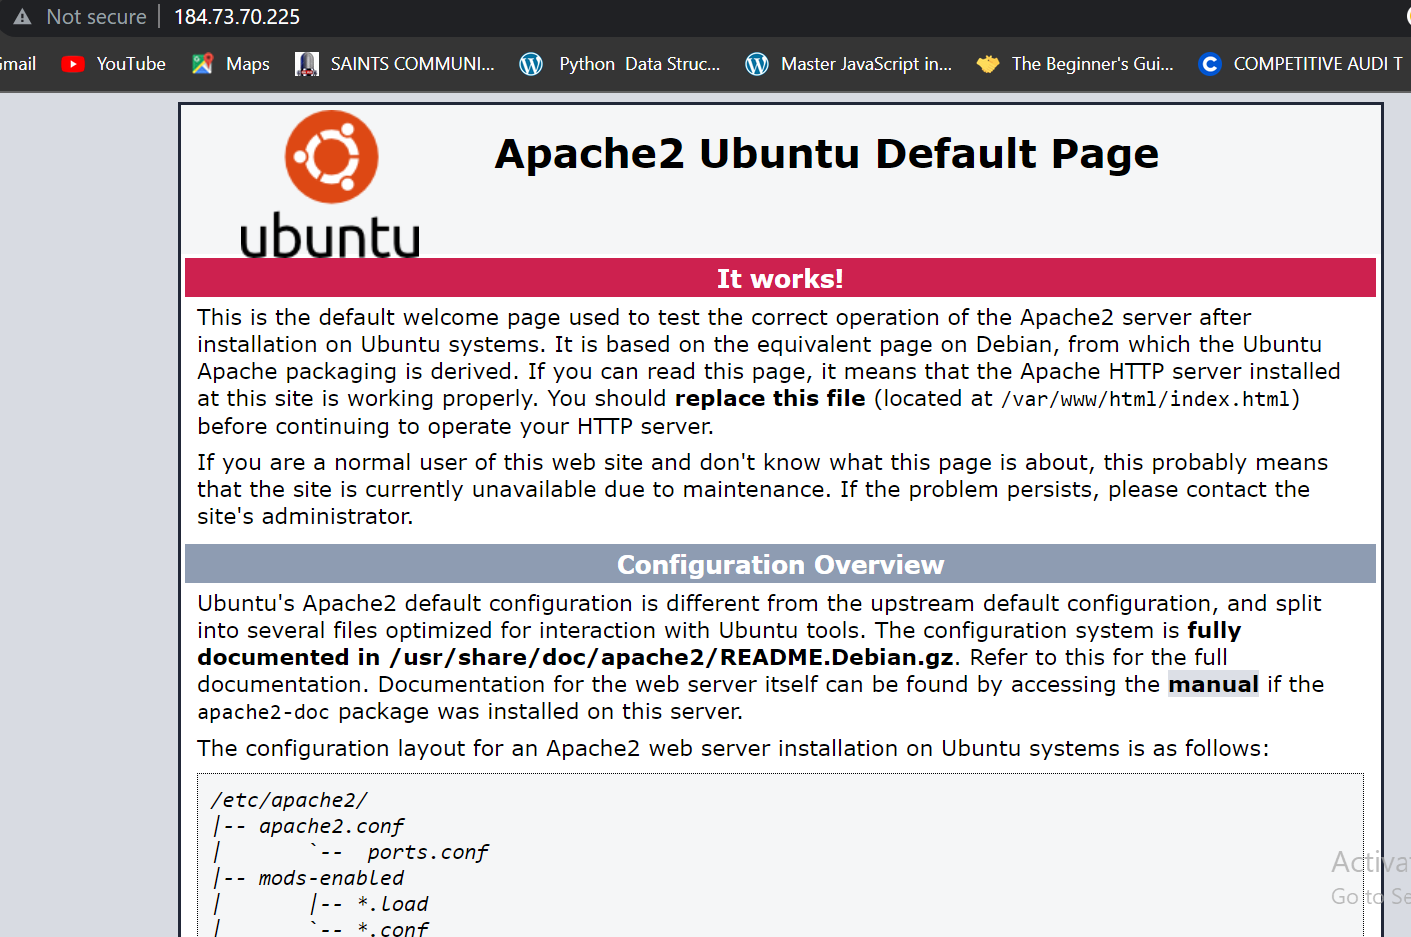 Not secure | 184.73.70.225
Gmail YouTube Maps SAINTS COMMUNI... Python Data Struc... Master JavaScript in... The Beginner's Gui... COMPETITIVE AUDI T
ubuntu
Apache2 Ubuntu Default Page
It works!
This is the default welcome page used to test the correct operation of the Apache2 server after
installation on Ubuntu systems. It is based on the equivalent page on Debian, from which the Ubuntu
Apache packaging is derived. If you can read this page, it means that the Apache HTTP server installed
at this site is working properly. You should replace this file (located at /var/www/html/index.html)
before continuing to operate your HTTP server.
If you are a normal user of this web site and don't know what this page is about, this probably means
that the site is currently unavailable due to maintenance. If the problem persists, please contact the
site's administrator.
Configuration Overview
Ubuntu's Apache2 default configuration is different from the upstream default configuration, and split
into several files optimized for interaction with Ubuntu tools. The configuration system is fully
documented in /usr/share/doc/apache2/README.Debian.gz. Refer to this for the full
documentation. Documentation for the web server itself can be found by accessing the manual if the
apache2-doc package was installed on this server.
The configuration layout for an Apache2 web server installation on Ubuntu systems is as follows:
/etc/apache2/
|-- apache2.conf
|       `--  ports.conf
|-- mods-enabled
|       |-- *.load
|       `-- *.conf
Activa
Go to Se